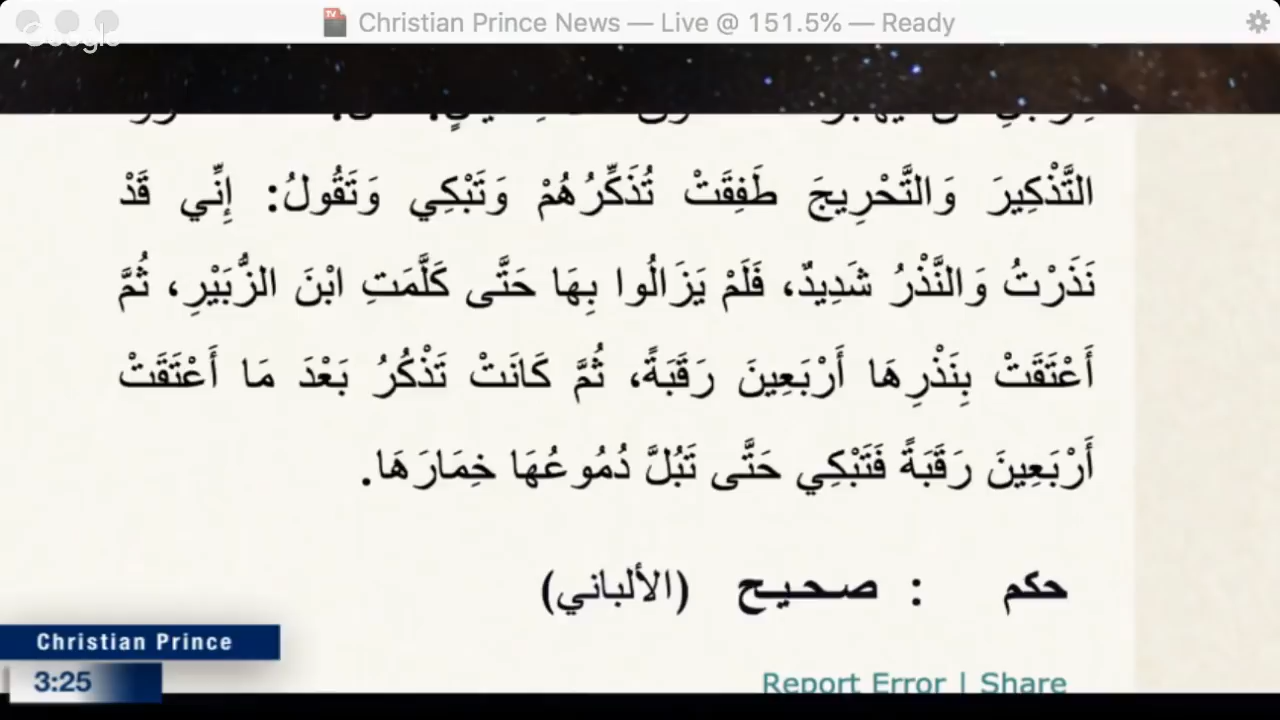 Christian Prince News — Live @ 151.5% — Ready
Google
التَّذْكِيرَ وَالتَّحْرِيجَ طَفِقَتْ تُذَكِّرُهُمْ وَتَبْكِي وَتَقُولُ: إِنِّي قَدْ
نَذَرْتُ وَالنَّذْرُ شَدِيدٌ، فَلَمْ يَزَالُوا بِهَا حَتَّى كَلَّمَتِ ابْنَ الزُّبَيْرِ، ثُمَّ
أَعْتَقَتْ بِنَذْرِهَا أَرْبَعِينَ رَقَبَةً، ثُمَّ كَانَتْ تَذْكُرُ بَعْدَ مَا أَعْتَقَتْ
أَرْبَعِينَ رَقَبَةً فَتَبْكِي حَتَّى تَبُلَّ دُمُوعُهَا خِمَارَهَا.
حكم : صحيح (الألباني)
Christian Prince
3:25
Report Error | Share